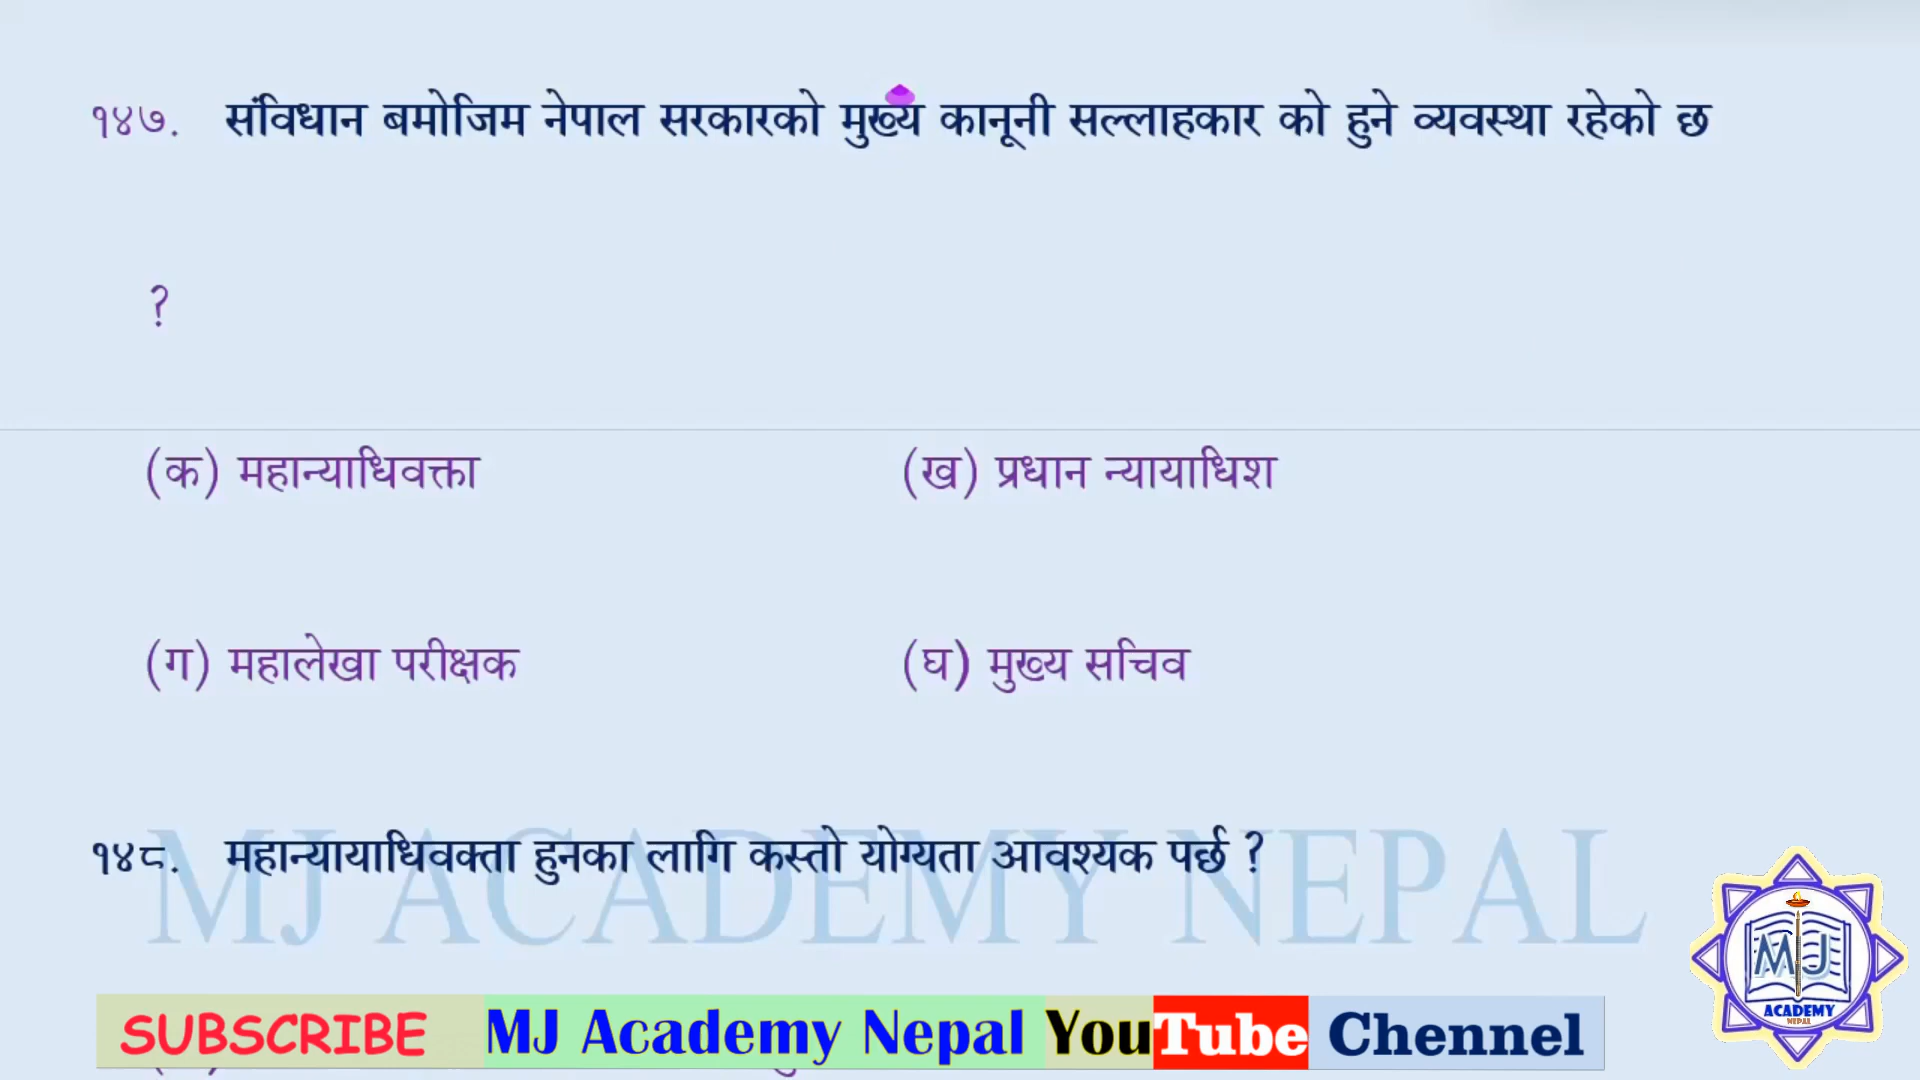 १४७. संविधान बमोजिम नेपाल सरकारको मुख्य कानूनी सल्लाहकार को हुने व्यवस्था रहेको छ
?
(क) महान्याधिवक्ता (ख) प्रधान न्यायाधिश
(ग) महालेखा परीक्षक (घ) मुख्य सचिव
१४८. महान्यायाधिवक्ता हुनका लागि कस्तो योग्यता आवश्यक पर्छ ?
MJ ACADEMY NEPAL
MJ
ACADEMY
NEPAL
SUBSCRIBE MJ Academy Nepal YouTube Chennel